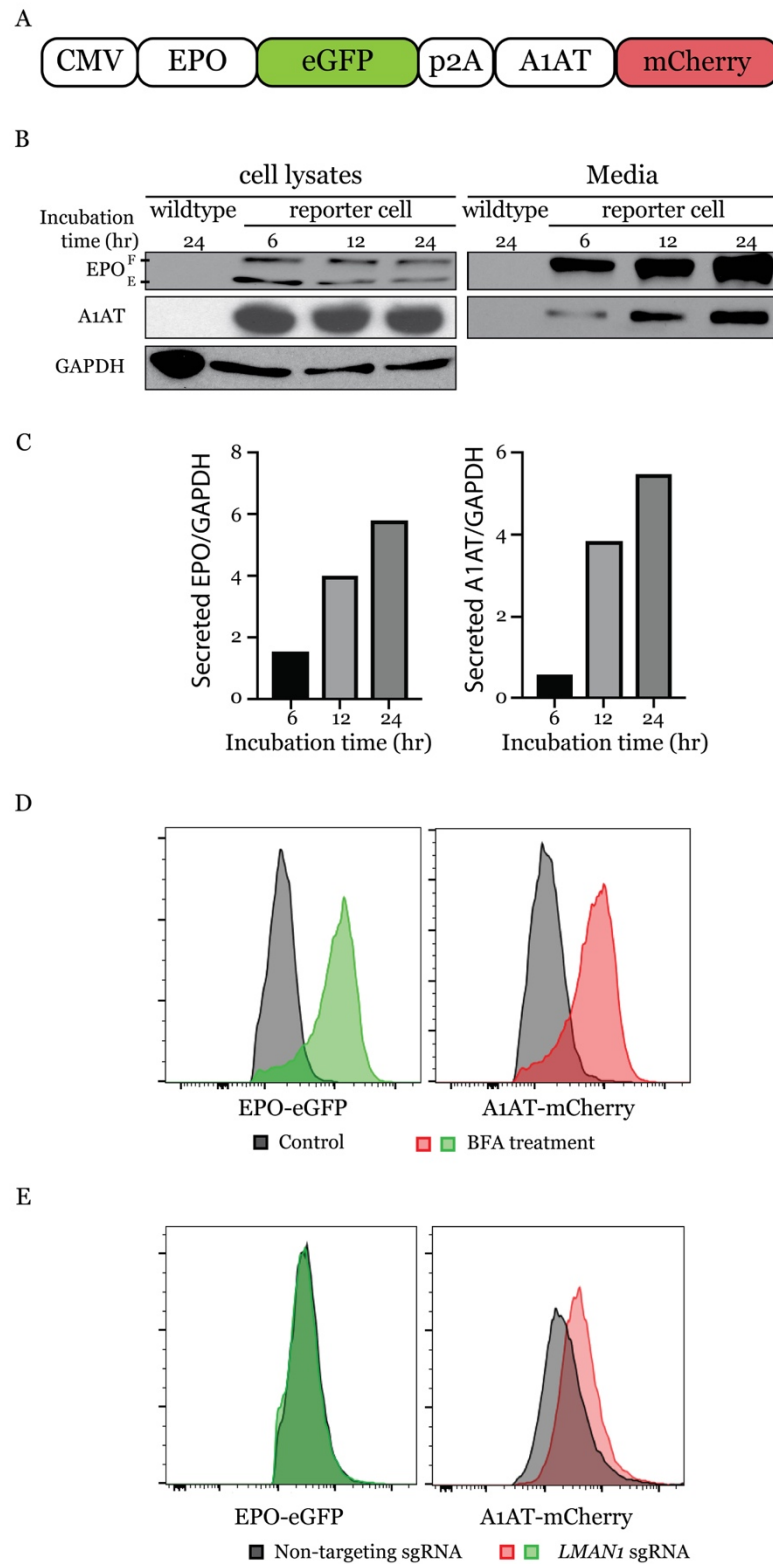 A
CMV EPO eGFP p2A A1AT mCherry
B
cell lysates Media
wildtype reporter cell wildtype reporter cell
Incubation
time (hr) 24 6 12 24 24 6 12 24
EPO F
E
A1AT
GAPDH
C
Secreted EPO/GAPDH
8
6
4
2
0
6 12 24
Incubation time (hr)
Secreted A1AT/GAPDH
6
4
2
0
6 12 24
Incubation time (hr)
D
EPO-eGFP A1AT-mCherry
Control BFA treatment
E
EPO-eGFP A1AT-mCherry
Non-targeting sgRNA LMAN1 sgRNA